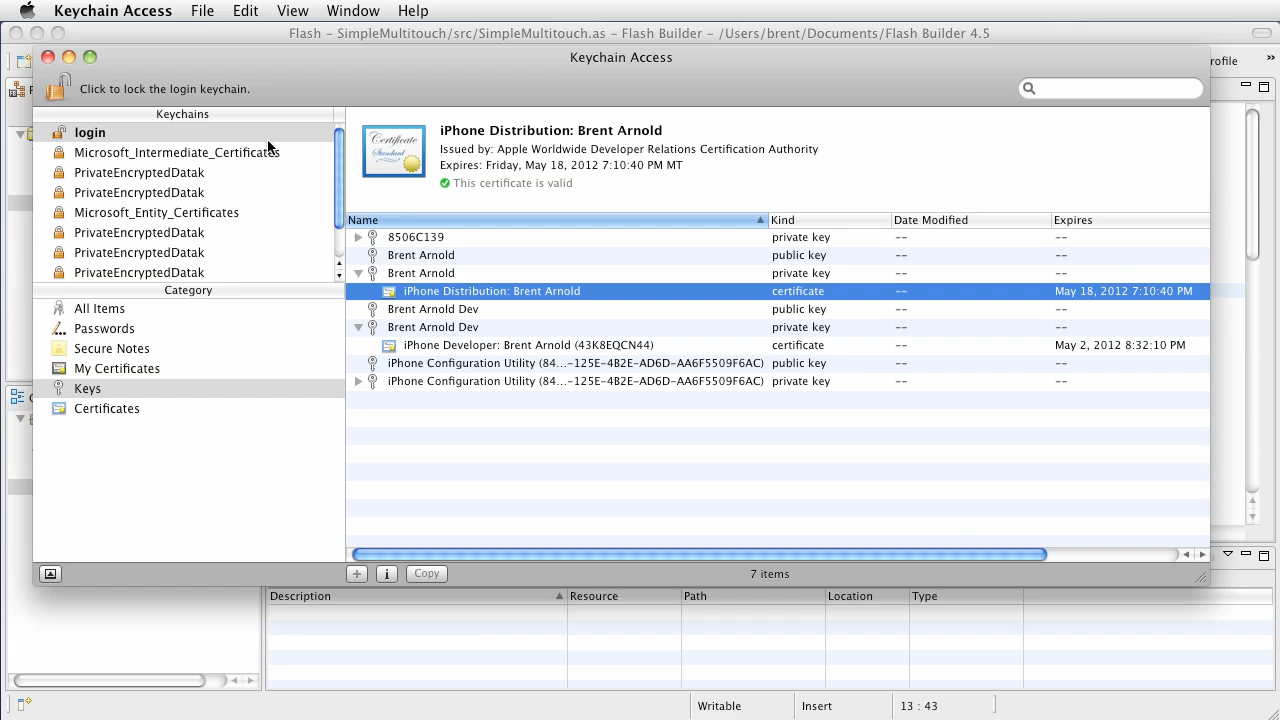 Keychain Access File Edit View Window Help
Flash – SimpleMultitouch/src/SimpleMultitouch.as – Flash Builder – /Users/brent/Documents/Flash Builder 4.5
Keychain Access
rofile »
Click to lock the login keychain.
Keychains
login
Microsoft_Intermediate_Certificates
PrivateEncryptedDatak
PrivateEncryptedDatak
Microsoft_Entity_Certificates
PrivateEncryptedDatak
PrivateEncryptedDatak
PrivateEncryptedDatak
Category
All Items
Passwords
Secure Notes
My Certificates
Keys
Certificates
Certificate
Standard
iPhone Distribution: Brent Arnold
Issued by: Apple Worldwide Developer Relations Certification Authority
Expires: Friday, May 18, 2012 7:10:40 PM MT
This certificate is valid
Name Kind Date Modified Expires
8506C139 private key -- --
Brent Arnold public key -- --
Brent Arnold private key -- --
iPhone Distribution: Brent Arnold certificate -- May 18, 2012 7:10:40 PM
Brent Arnold Dev public key -- --
Brent Arnold Dev private key -- --
iPhone Developer: Brent Arnold (43K8EQCN44) certificate -- May 2, 2012 8:32:10 PM
iPhone Configuration Utility (84...-125E-4B2E-AD6D-AA6F5509F6AC) public key -- --
iPhone Configuration Utility (84...-125E-4B2E-AD6D-AA6F5509F6AC) private key -- --
+ i Copy 7 items
Description Resource Path Location Type
Writable Insert 13 : 43